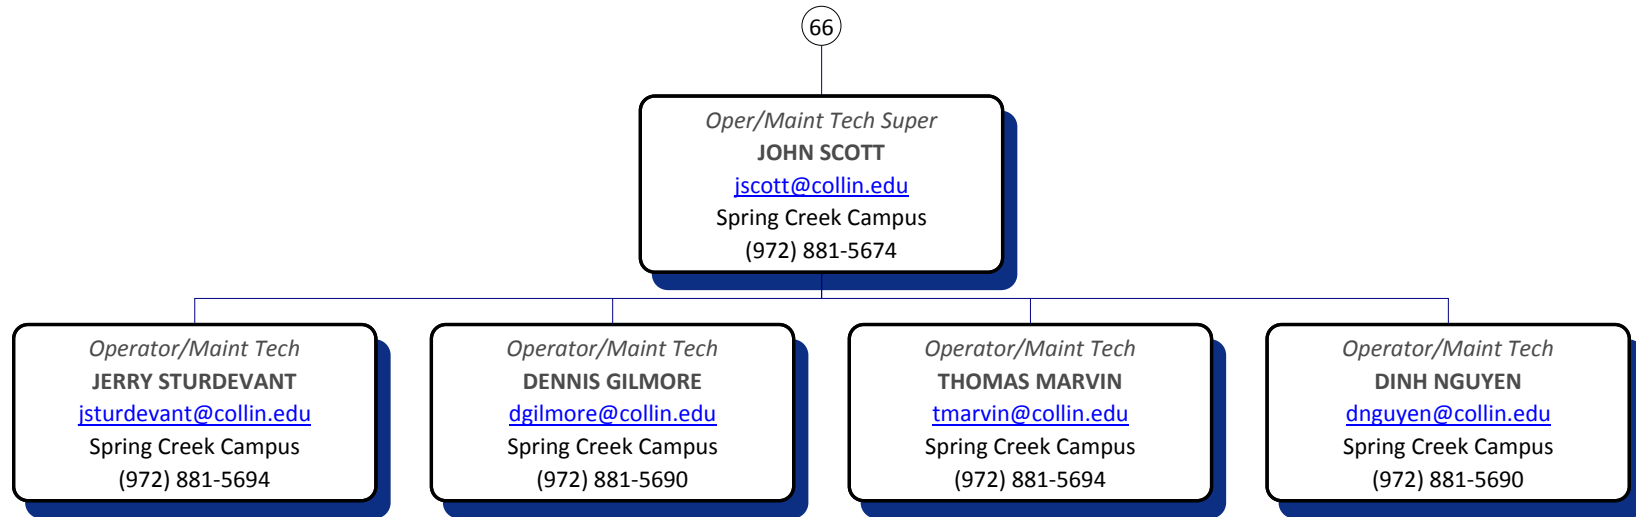 66
Oper/Maint Tech Super
JOHN SCOTT
jscott@collin.edu
Spring Creek Campus
(972) 881-5674
Operator/Maint Tech
JERRY STURDEVANT
jsturdevant@collin.edu
Spring Creek Campus
(972) 881-5694
Operator/Maint Tech
DENNIS GILMORE
dgilmore@collin.edu
Spring Creek Campus
(972) 881-5690
Operator/Maint Tech
THOMAS MARVIN
tmarvin@collin.edu
Spring Creek Campus
(972) 881-5694
Operator/Maint Tech
DINH NGUYEN
dnguyen@collin.edu
Spring Creek Campus
(972) 881-5690